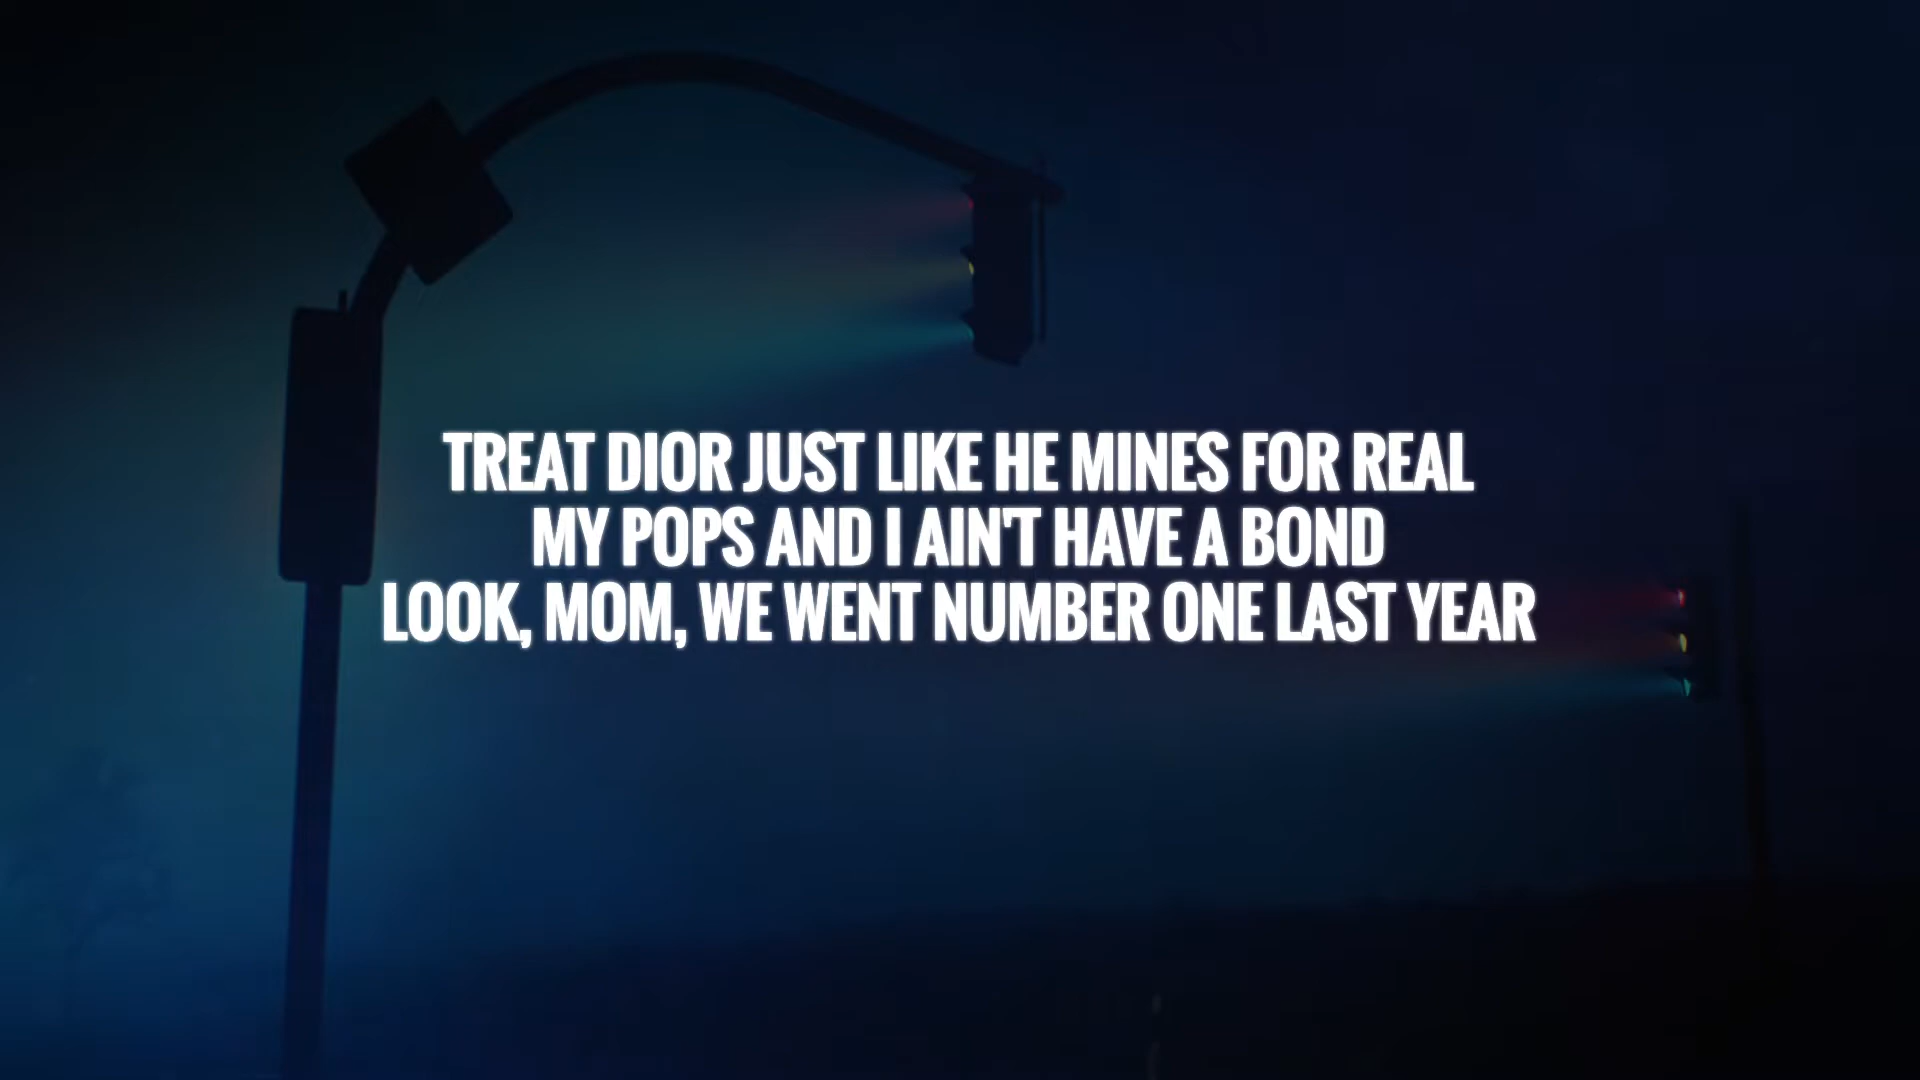 TREAT DIOR JUST LIKE HE MINES FOR REAL
MY POPS AND I AIN'T HAVE A BOND
LOOK, MOM, WE WENT NUMBER ONE LAST YEAR